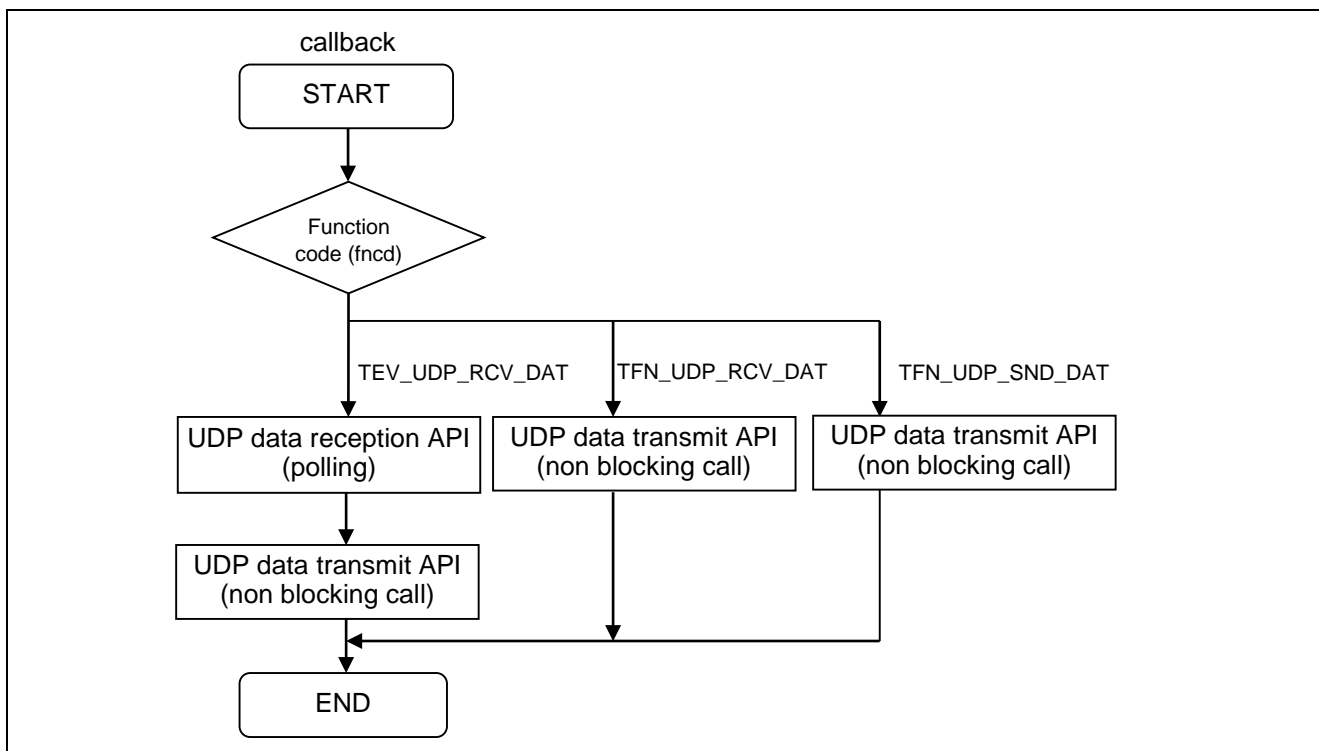 callback
START
Function
code (fncd)
TEV_UDP_RCV_DAT
TFN_UDP_RCV_DAT
TFN_UDP_SND_DAT
UDP data reception API
(polling)
UDP data transmit API
(non blocking call)
UDP data transmit API
(non blocking call)
UDP data transmit API
(non blocking call)
END